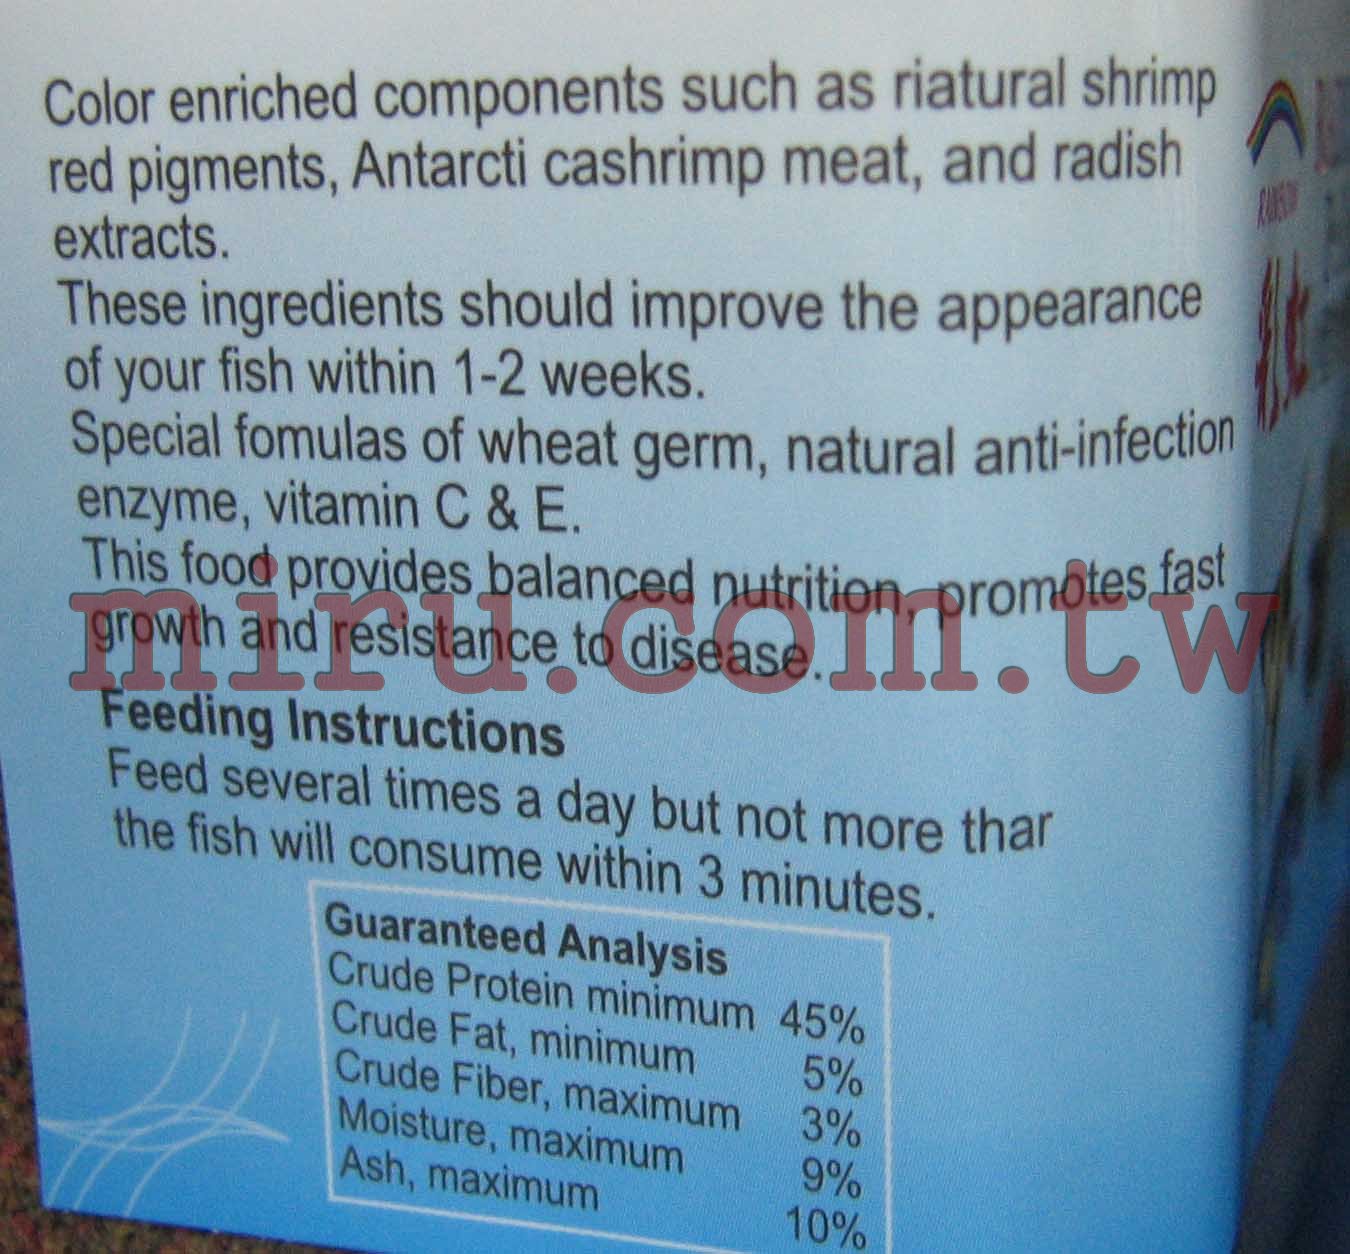 Color enriched components such as riatural shrimp
red pigments, Antarcti cashrimp meat, and radish
extracts.
These ingredients should improve the appearance
of your fish within 1-2 weeks.
Special fomulas of wheat germ, natural anti-infection
enzyme, vitamin C & E.
This food provides balanced nutrition, promotes fast
growth and resistance to disease.
miru.com.tw
Feeding Instructions
Feed several times a day but not more thar
the fish will consume within 3 minutes.
Guaranteed Analysis
Crude Protein minimum 45%
Crude Fat, minimum 5%
Crude Fiber, maximum 3%
Moisture, maximum 9%
Ash, maximum 10%
RAINBOW